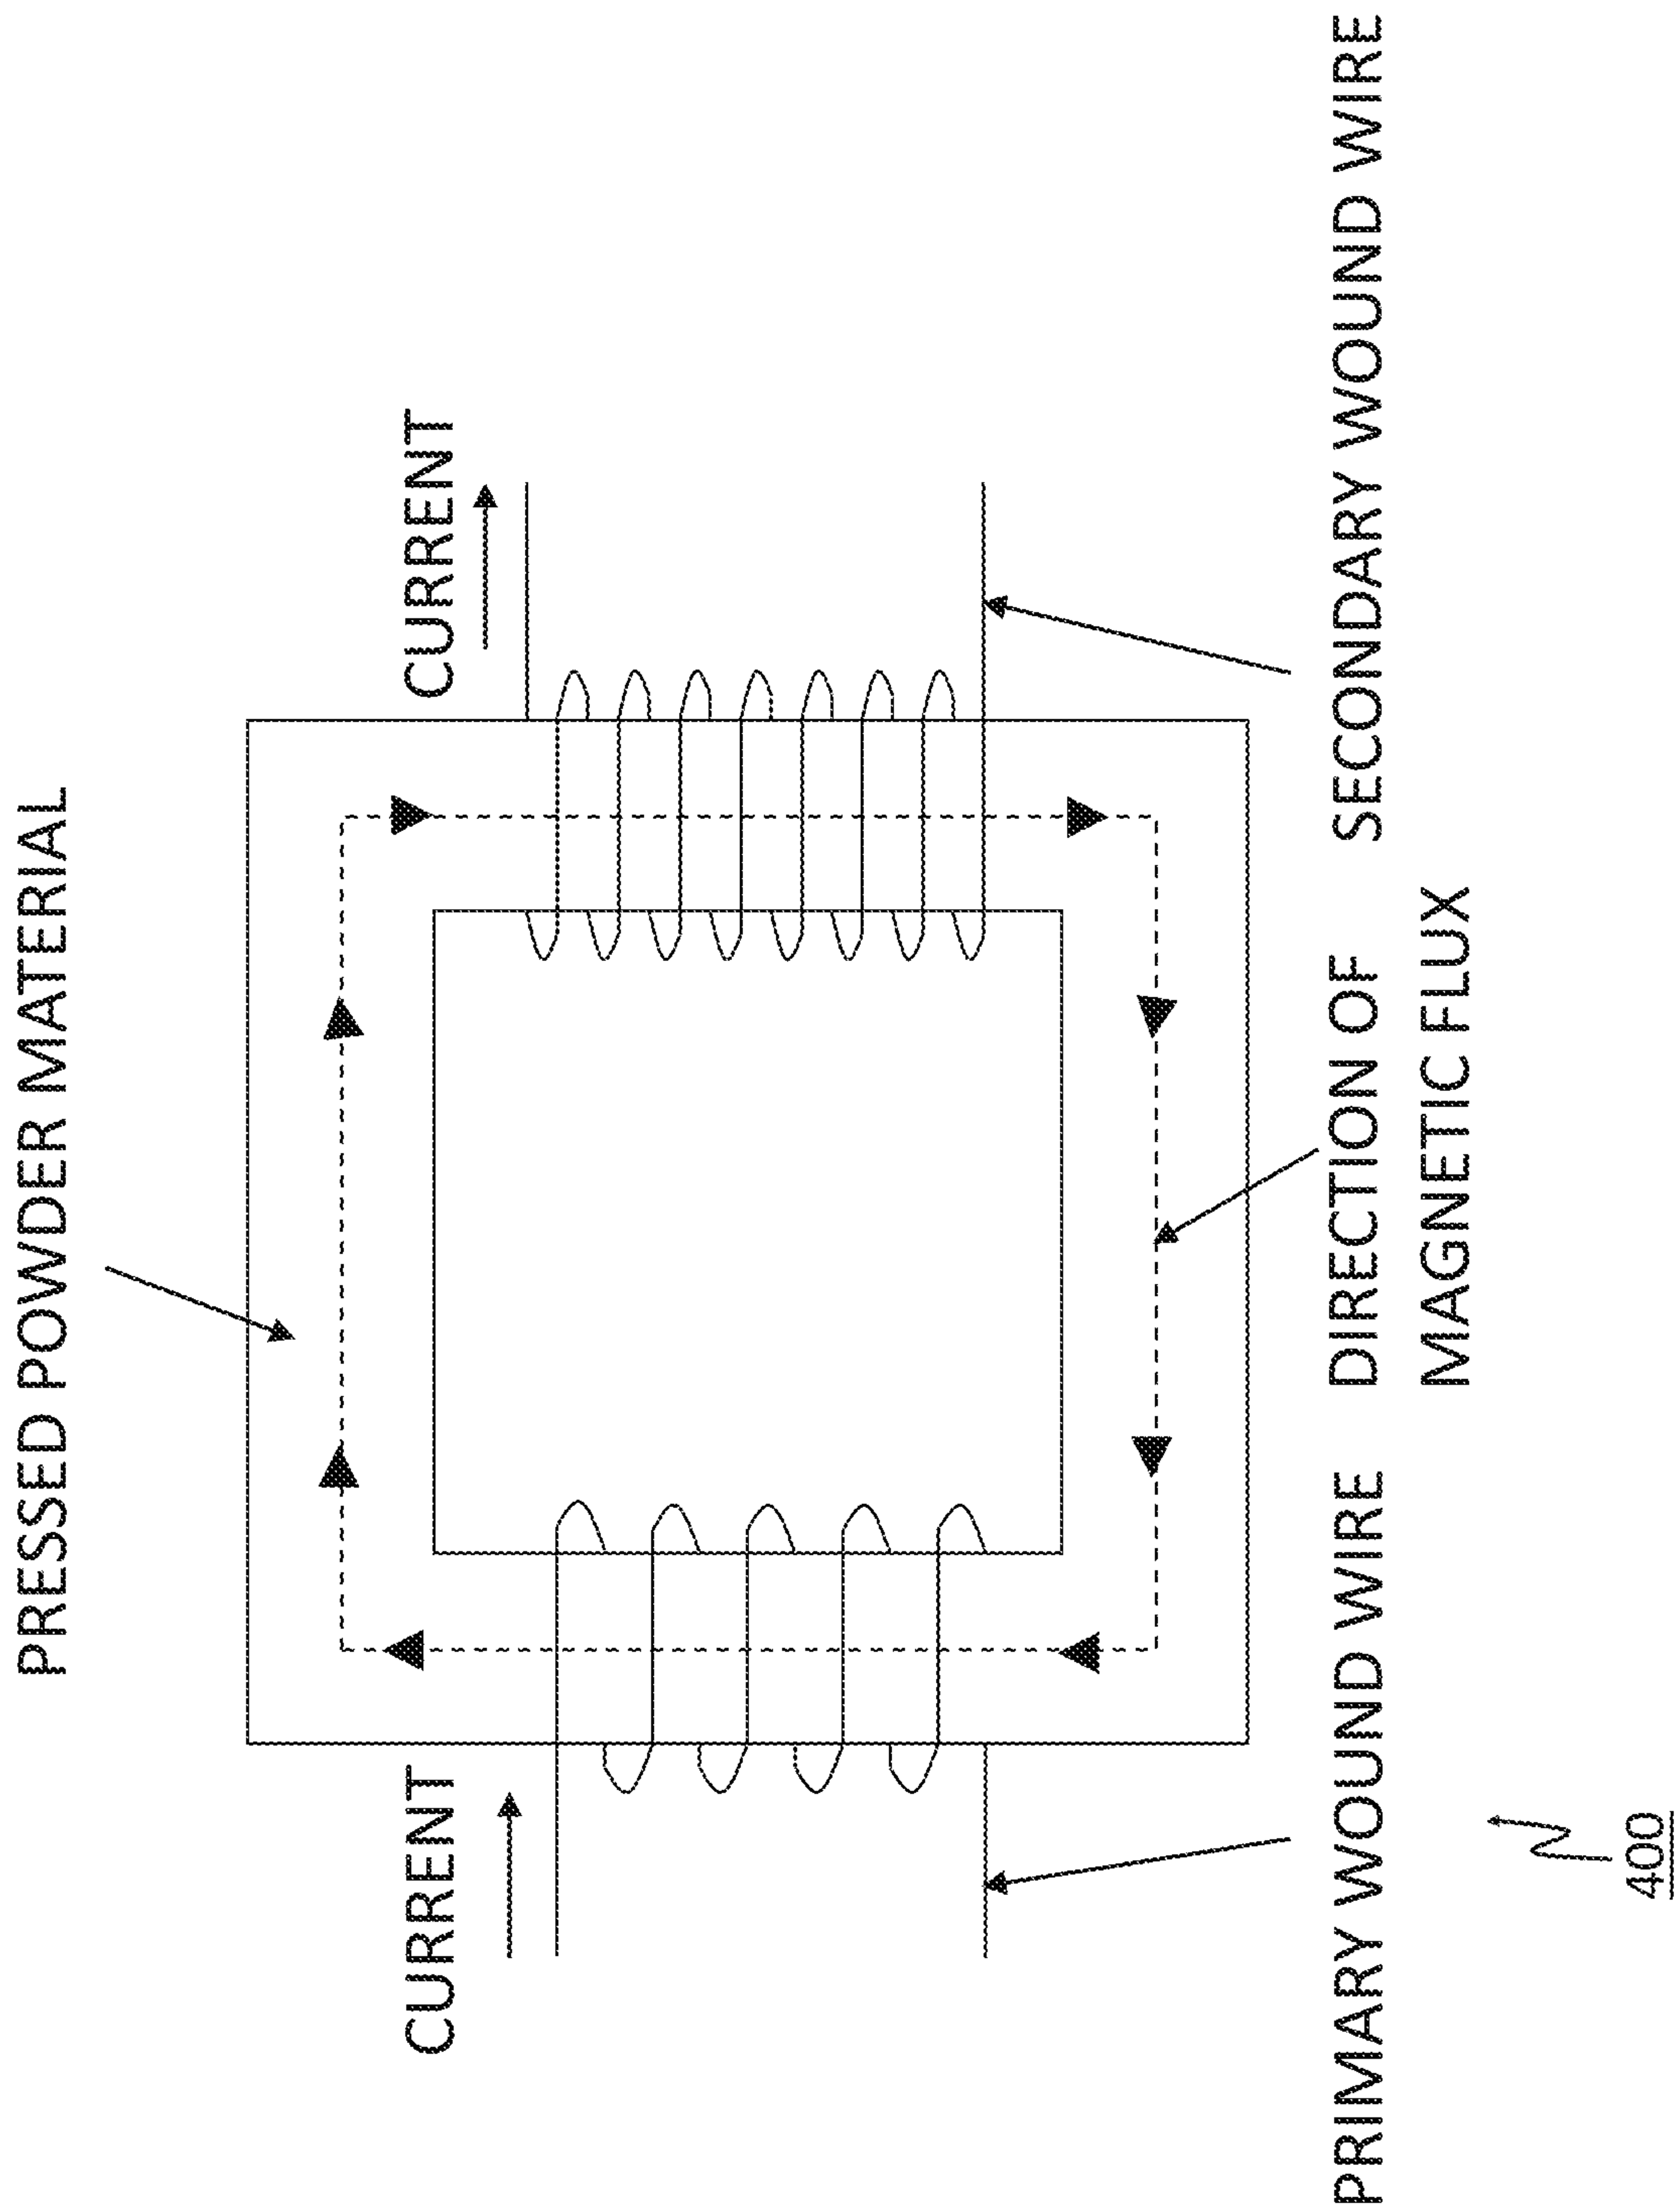 PRESSED POWDER MATERIAL
CURRENT
CURRENT
PRIMARY WOUND WIRE
DIRECTION OF
MAGNETIC FLUX
SECONDARY WOUND WIRE
400